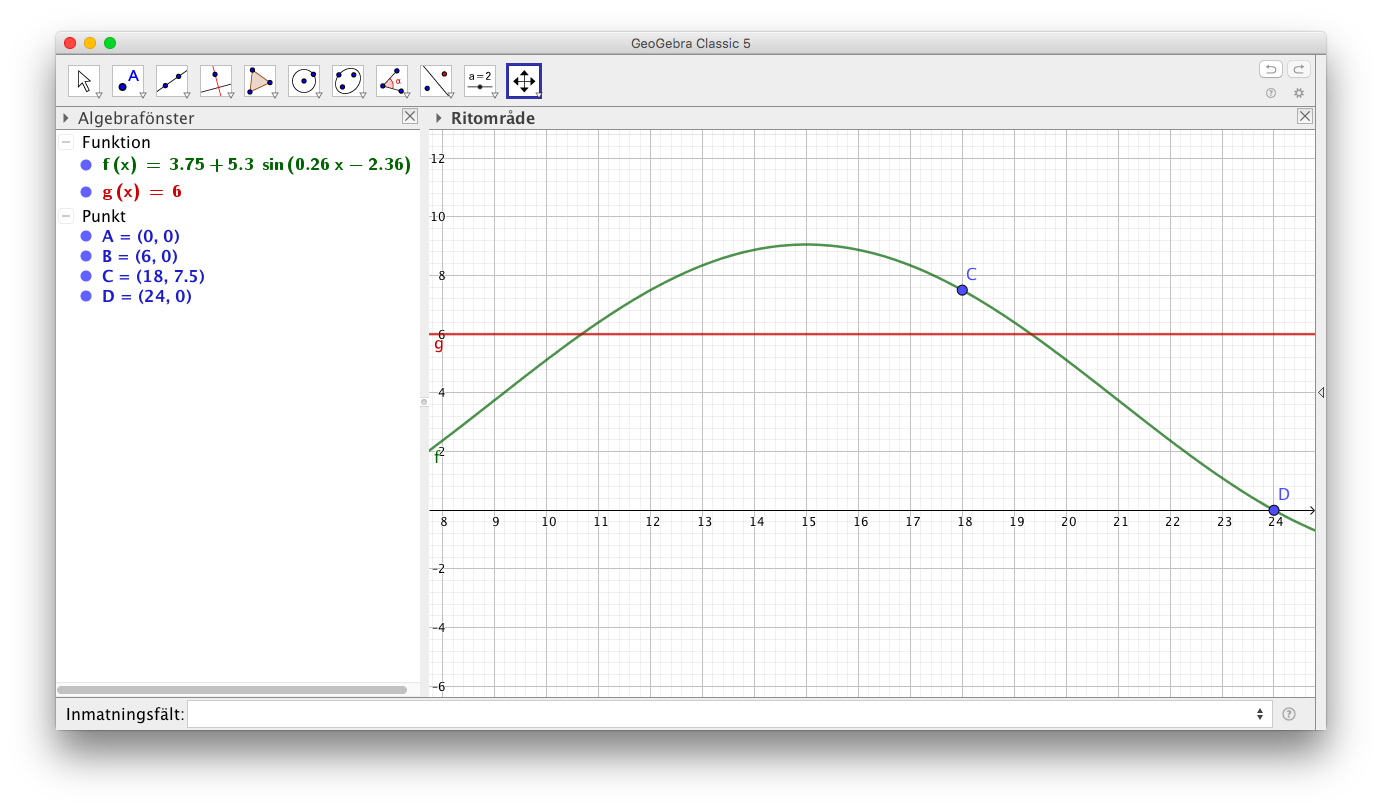 GeoGebra Classic 5
A
α
a=2
Algebrafönster
Ritområde
Funktion
f(x) = 3.75 + 5.3 sin(0.26 x − 2.36)
g(x) = 6
Punkt
A = (0, 0)
B = (6, 0)
C = (18, 7.5)
D = (24, 0)
12
10
8
6
4
2
-2
-4
-6
8 9 10 11 12 13 14 15 16 17 18 19 20 21 22 23 24
g
f
C
D
Inmatningsfält: